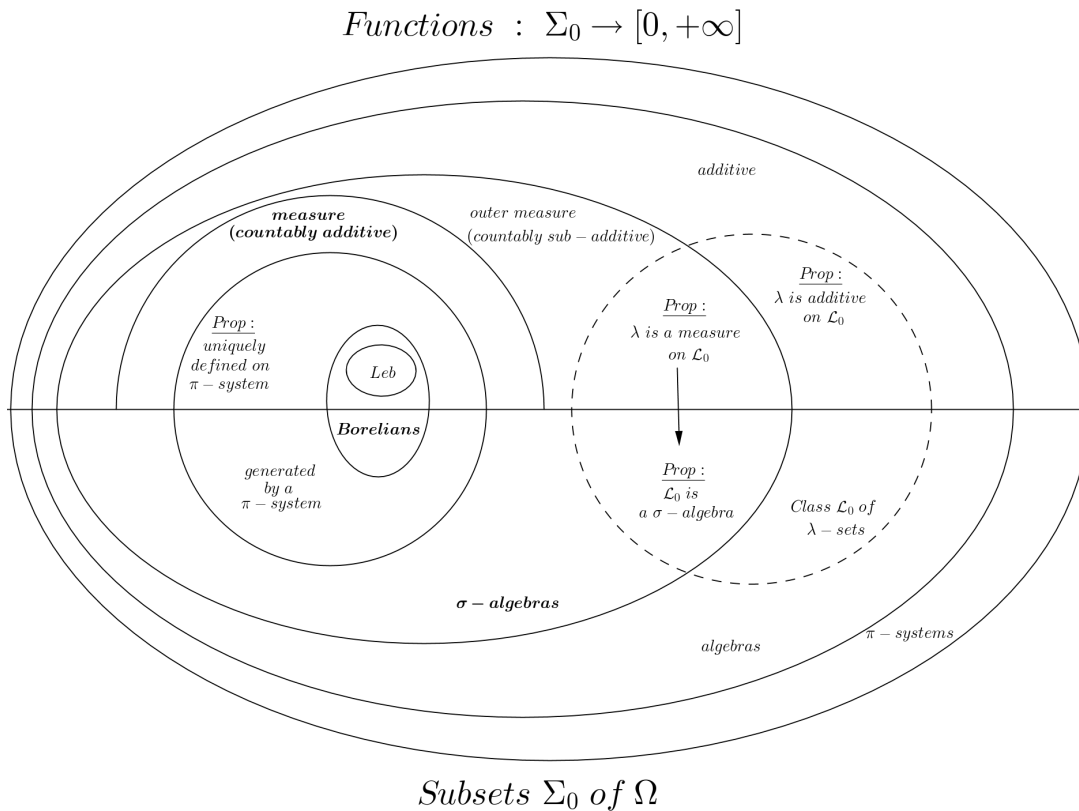 Functions : Σ₀ → [0, +∞]
additive
measure
(countably additive)
outer measure
(countably sub − additive)
Prop :
λ is additive
on ℒ₀
Prop :
λ is a measure
on ℒ₀
Prop :
uniquely
defined on
π − system
Leb
Borelians
generated
by a
π − system
Prop :
ℒ₀ is
a σ − algebra
Class ℒ₀ of
λ − sets
σ − algebras
π − systems
algebras
Subsets Σ₀ of Ω